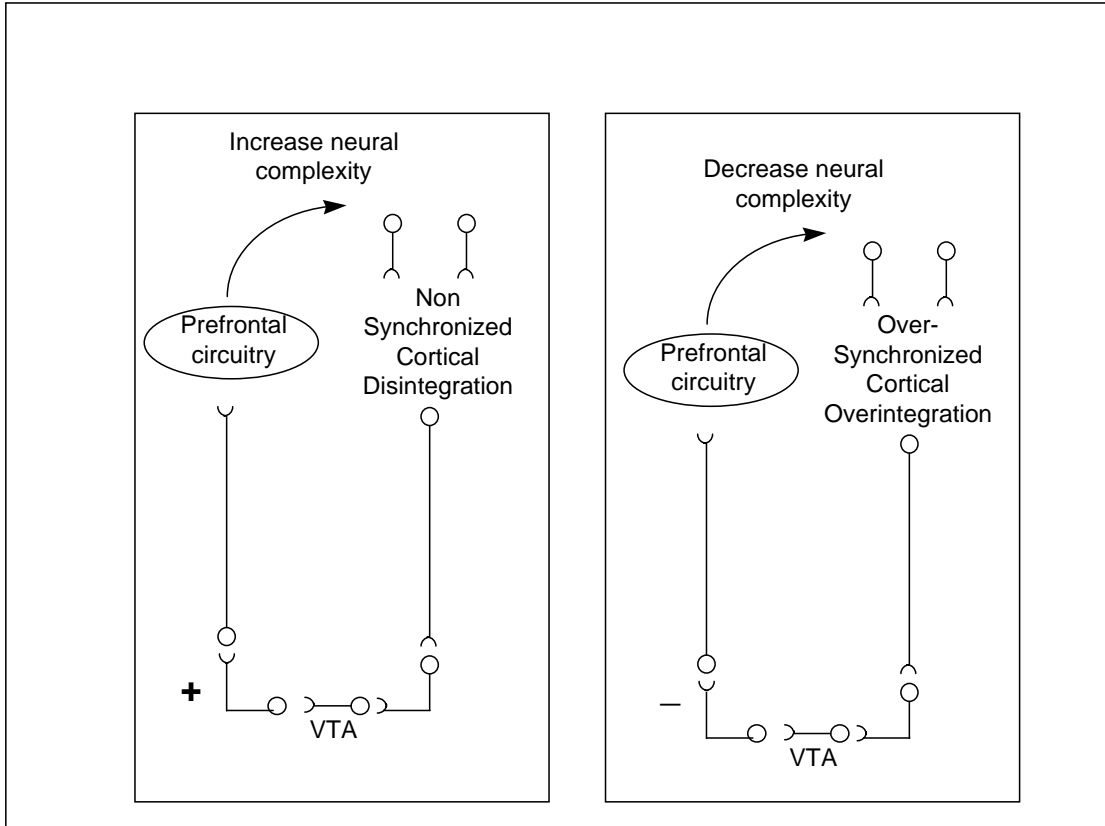 Increase neural
complexity
Prefrontal
circuitry
Non
Synchronized
Cortical
Disintegration
+
VTA
Decrease neural
complexity
Prefrontal
circuitry
Over-
Synchronized
Cortical
Overintegration
–
VTA